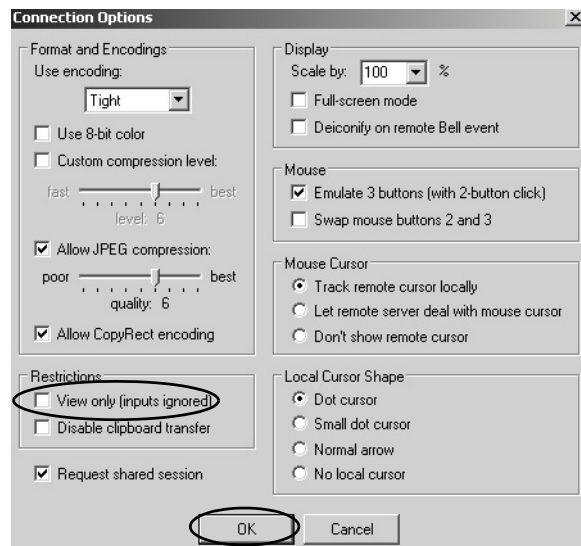 Connection Options
Format and Encodings
Use encoding:
Tight
Use 8-bit color
Custom compression level:
fast best
level: 6
Allow JPEG compression:
poor best
quality: 6
Allow CopyRect encoding
Restrictions
View only (inputs ignored)
Disable clipboard transfer
Request shared session
Display
Scale by: 100 %
Full-screen mode
Deiconify on remote Bell event
Mouse
Emulate 3 buttons (with 2-button click)
Swap mouse buttons 2 and 3
Mouse Cursor
Track remote cursor locally
Let remote server deal with mouse cursor
Don't show remote cursor
Local Cursor Shape
Dot cursor
Small dot cursor
Normal arrow
No local cursor
OK Cancel